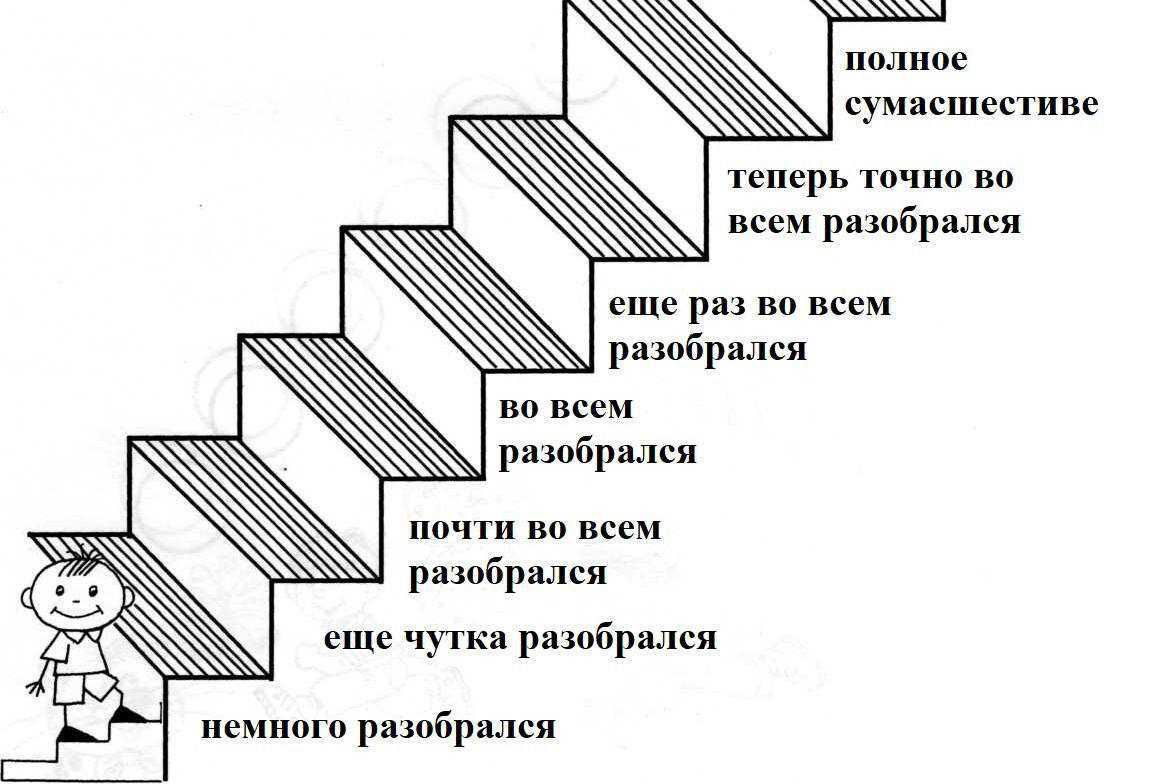 полное
сумасшестиве
теперь точно во
всем разобрался
еще раз во всем
разобрался
во всем
разобрался
почти во всем
разобрался
еще чутка разобрался
немного разобрался